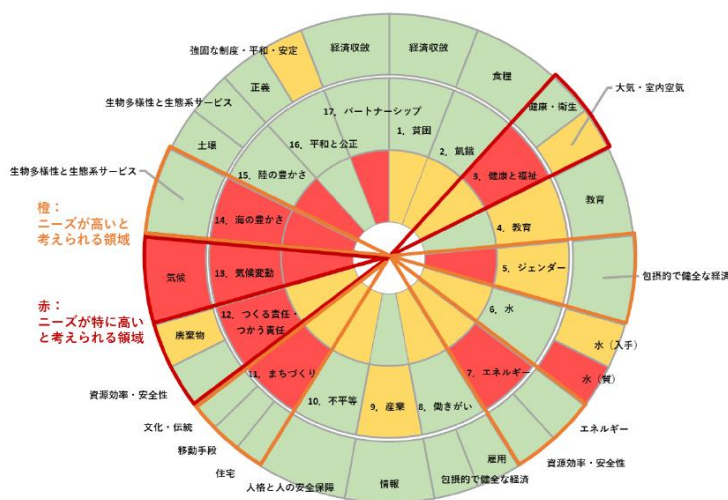 経済収斂
経済収斂
強固な制度・平和・安定
食糧
正義
大気・室内空気
生物多様性と生態系サービス
健康・衛生
17. パートナーシップ
1. 貧困
土壌
16. 平和と公正
2. 飢餓
生物多様性と生態系サービス
15. 陸の豊かさ
3. 健康と福祉
教育
橙:
ニーズが高いと
考えられる領域
14. 海の豊かさ
4. 教育
気候
13. 気候変動
5. ジェンダー
包摂的で健全な経済
赤:
ニーズが特に高い
と考えられる領域
12. つくる責任・
つかう責任
6. 水
廃棄物
水(入手)
11. まちづくり
7. エネルギー
水(質)
資源効率・安全性
10. 不平等
9. 産業
8. 働きがい
文化・伝統
エネルギー
移動手段
雇用
資源効率・安全性
住宅
人格と人の安全保障
情報
包摂的で健全な経済